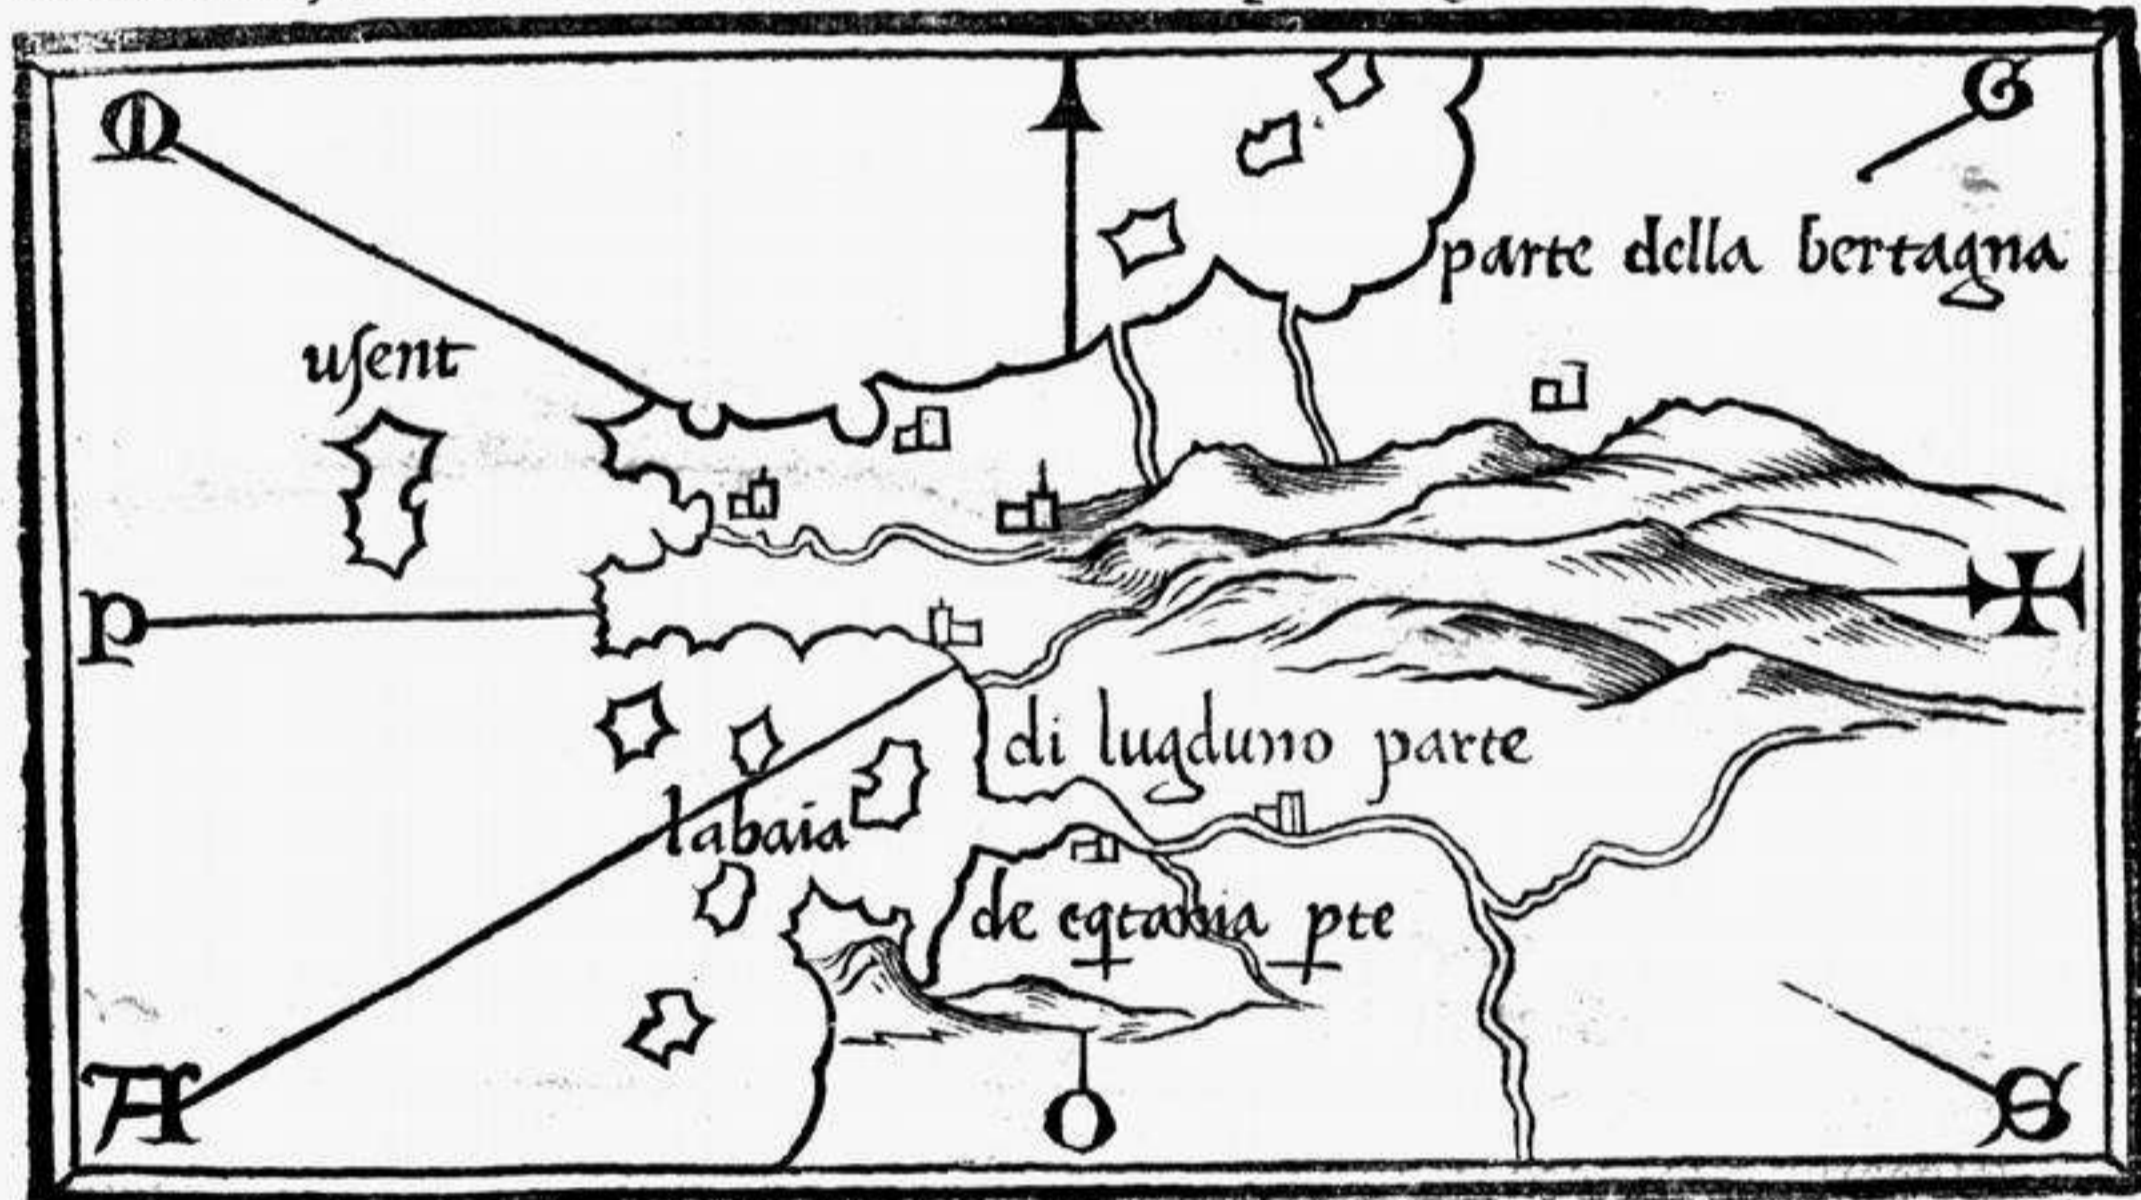 M
G
parte della bertagna
usent
P
di lugduno parte
labaia
de eqtania pte
A
O
S